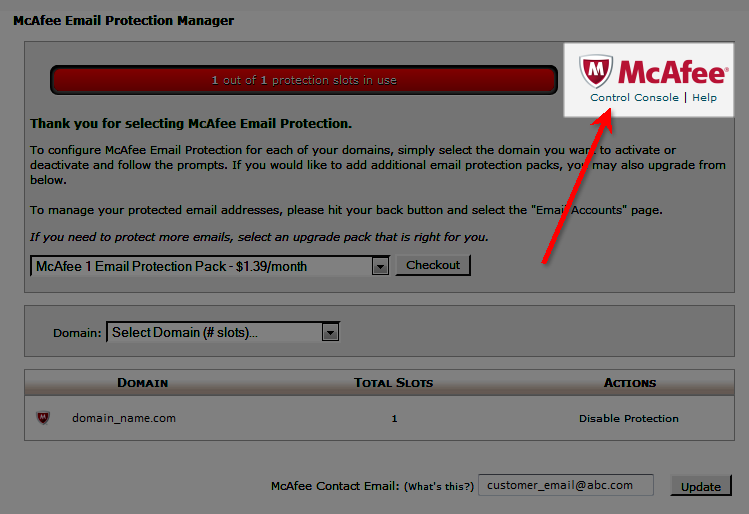 McAfee Email Protection Manager
1 out of 1 protection slots in use
McAfee®
Control Console | Help
Thank you for selecting McAfee Email Protection.
To configure McAfee Email Protection for each of your domains, simply select the domain you want to activate or
deactivate and follow the prompts. If you would like to add additional email protection packs, you may also upgrade from
below.
To manage your protected email addresses, please hit your back button and select the "Email Accounts" page.
If you need to protect more emails, select an upgrade pack that is right for you.
McAfee 1 Email Protection Pack - $1.39/month Checkout
Domain: Select Domain (# slots)...
Domain Total Slots Actions
domain_name.com 1 Disable Protection
McAfee Contact Email: (What's this?) customer_email@abc.com Update